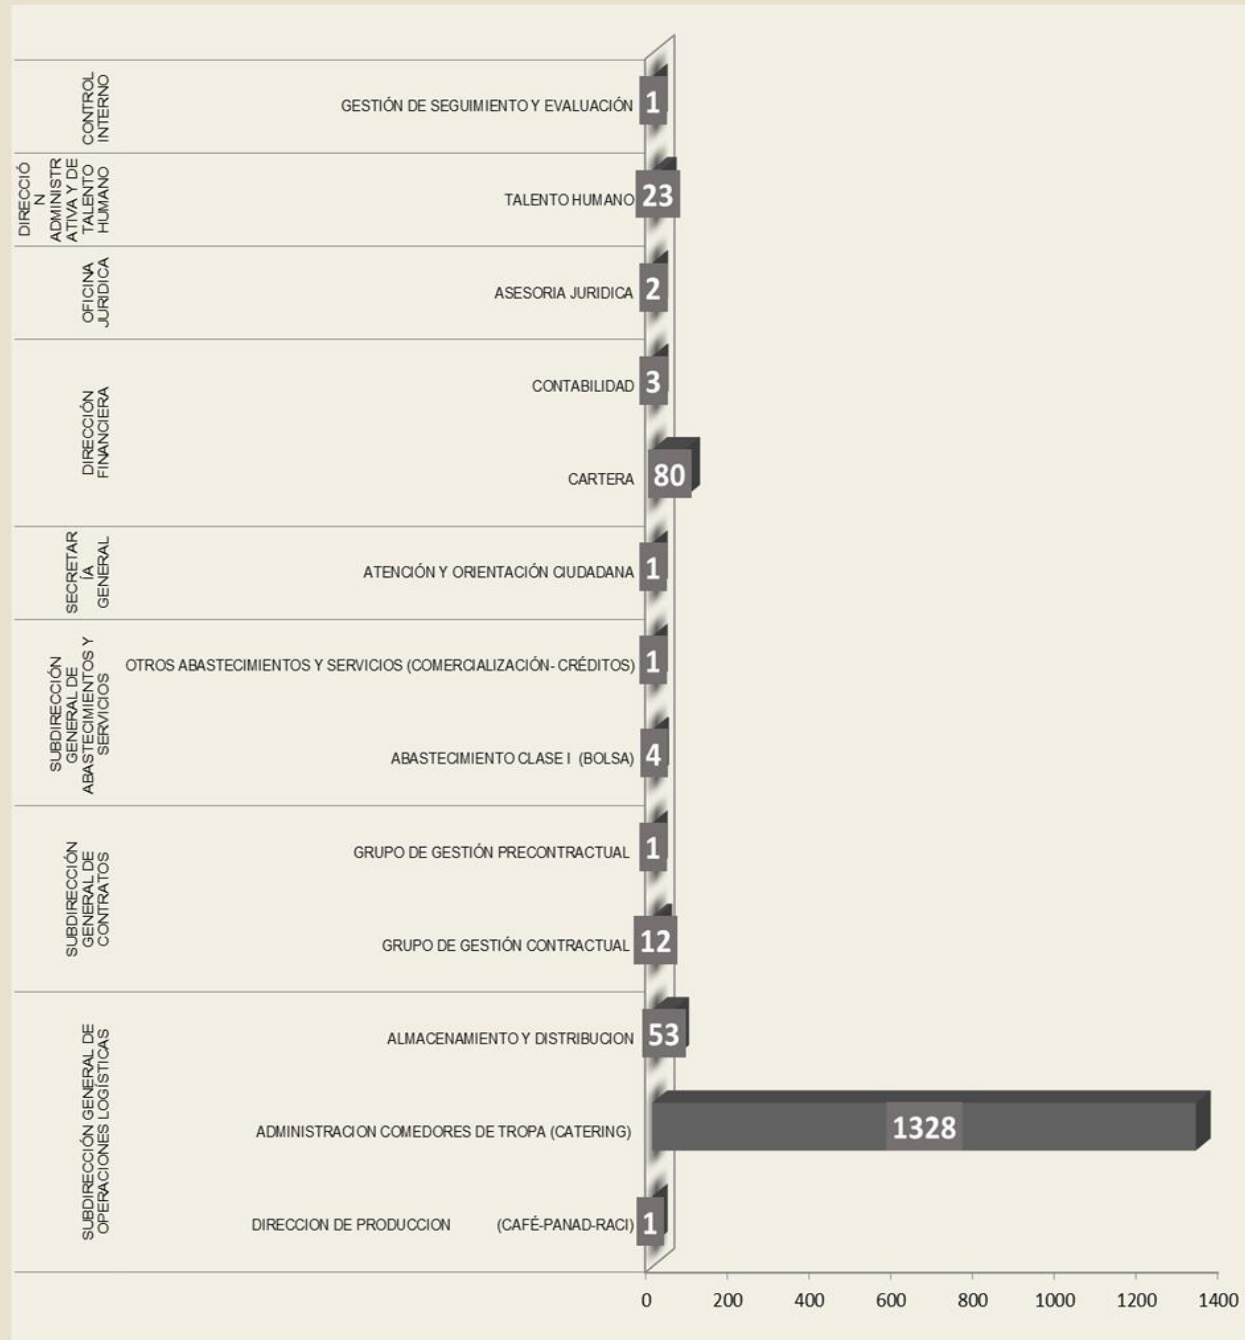 CONTROL
INTERNO
GESTIÓN DE SEGUIMIENTO Y EVALUACIÓN
1
DIRECCIÓ
N
ADMINISTR
ATIVA Y DE
TALENTO
HUMANO
TALENTO HUMANO
23
OFICINA
JURIDICA
ASESORIA JURIDICA
2
DIRECCIÓN
FINANCIERA
CONTABILIDAD
3
CARTERA
80
SECRETAR
ÍA
GENERAL
ATENCIÓN Y ORIENTACIÓN CIUDADANA
1
SUBDIRECCIÓN
GENERAL DE
ABASTECIMIENTOS Y
SERVICIOS
OTROS ABASTECIMIENTOS Y SERVICIOS (COMERCIALIZACIÓN- CRÉDITOS)
1
ABASTECIMIENTO CLASE I (BOLSA)
4
SUBDIRECCIÓN
GENERAL DE
CONTRATOS
GRUPO DE GESTIÓN PRECONTRACTUAL
1
GRUPO DE GESTIÓN CONTRACTUAL
12
SUBDIRECCIÓN GENERAL DE
OPERACIONES LOGÍSTICAS
ALMACENAMIENTO Y DISTRIBUCION
53
ADMINISTRACION COMEDORES DE TROPA (CATERING)
1328
DIRECCION DE PRODUCCION (CAFÉ-PANAD-RACI)
1
0 200 400 600 800 1000 1200 1400